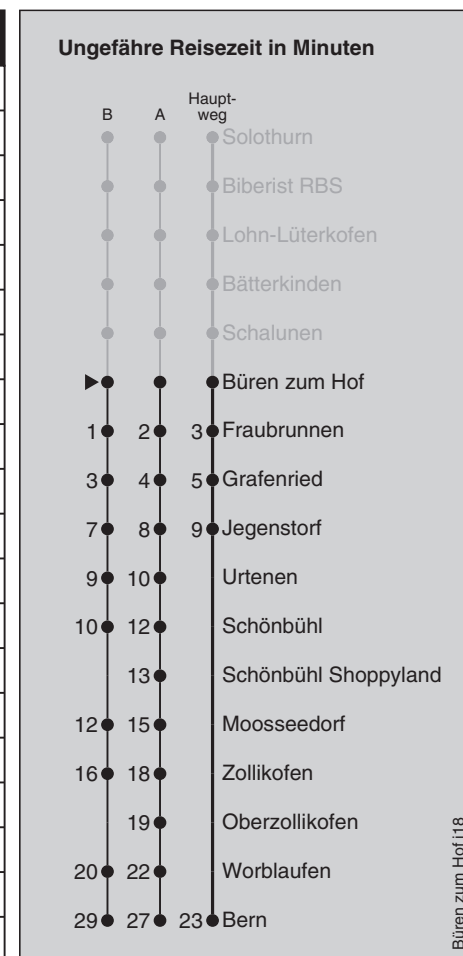 Ungefähre Reisezeit in Minuten
B A Haupt-
weg
Solothurn
Biberist RBS
Lohn-Lüterkofen
Bätterkinden
Schalunen
Büren zum Hof
1 2 3 Fraubrunnen
3 4 5 Grafenried
7 8 9 Jegenstorf
9 10 Urtenen
10 12 Schönbühl
13 Schönbühl Shoppyland
12 15 Moosseedorf
16 18 Zollikofen
19 Oberzollikofen
20 22 Worblaufen
29 27 23 Bern
Büren zum Hof j18